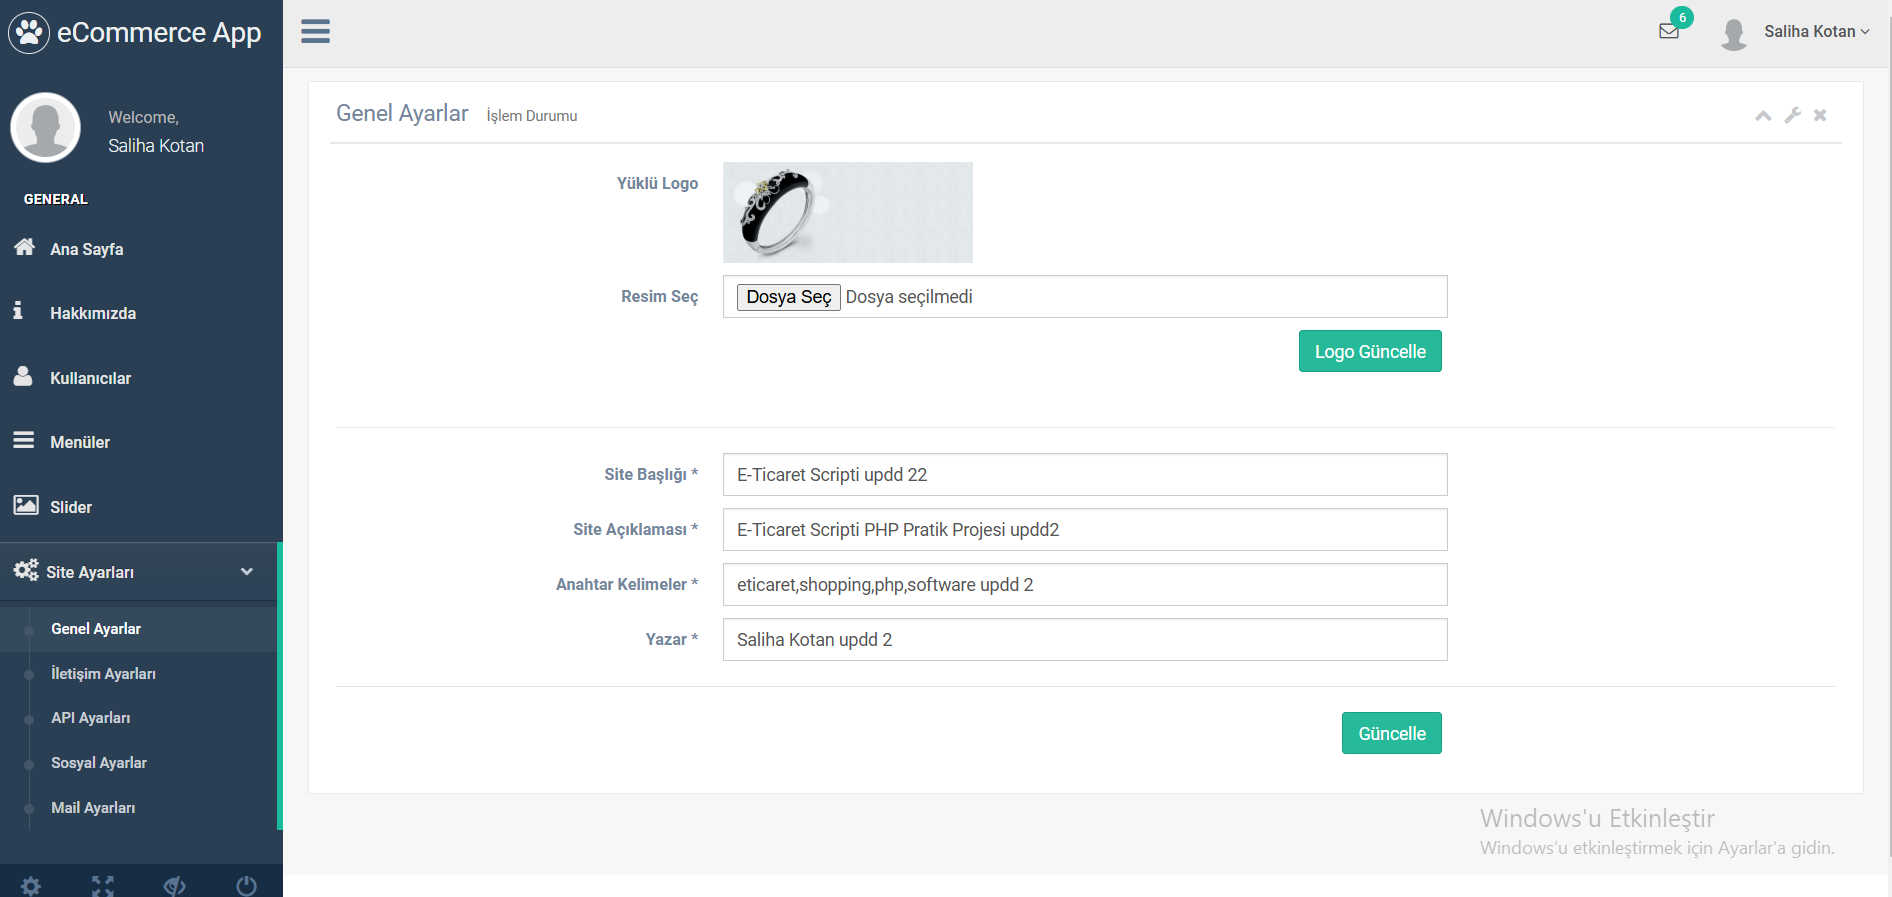 eCommerce App
Welcome,
Saliha Kotan
GENERAL
Ana Sayfa
Hakkımızda
Kullanıcılar
Menüler
Slider
Site Ayarları
Genel Ayarlar
İletişim Ayarları
API Ayarları
Sosyal Ayarlar
Mail Ayarları
6
Saliha Kotan
Genel Ayarlar İşlem Durumu
Yüklü Logo
Resim Seç Dosya Seç Dosya seçilmedi
Logo Güncelle
Site Başlığı * E-Ticaret Scripti updd 22
Site Açıklaması * E-Ticaret Scripti PHP Pratik Projesi updd2
Anahtar Kelimeler * eticaret,shopping,php,software updd 2
Yazar * Saliha Kotan updd 2
Güncelle
Windows'u Etkinleştir
Windows'u etkinleştirmek için Ayarlar'a gidin.